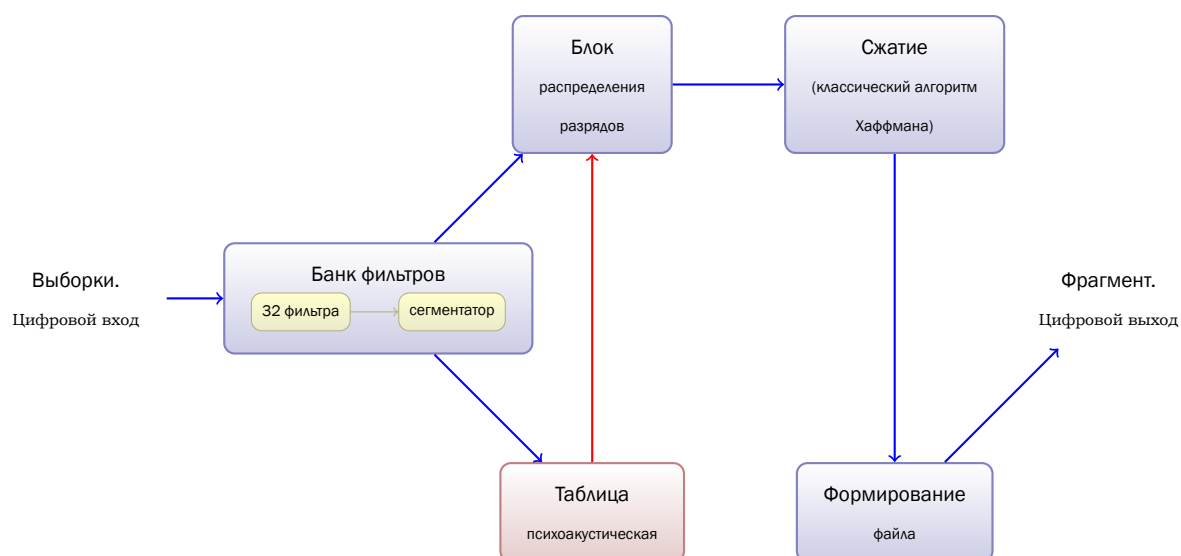 Блок
распределения
разрядов
Сжатие
(классический алгоритм
Хаффмана)
Выборки.
Цифровой вход
Банк фильтров
32 фильтра
сегментатор
Фрагмент.
Цифровой выход
Таблица
психоакустическая
Формирование
файла